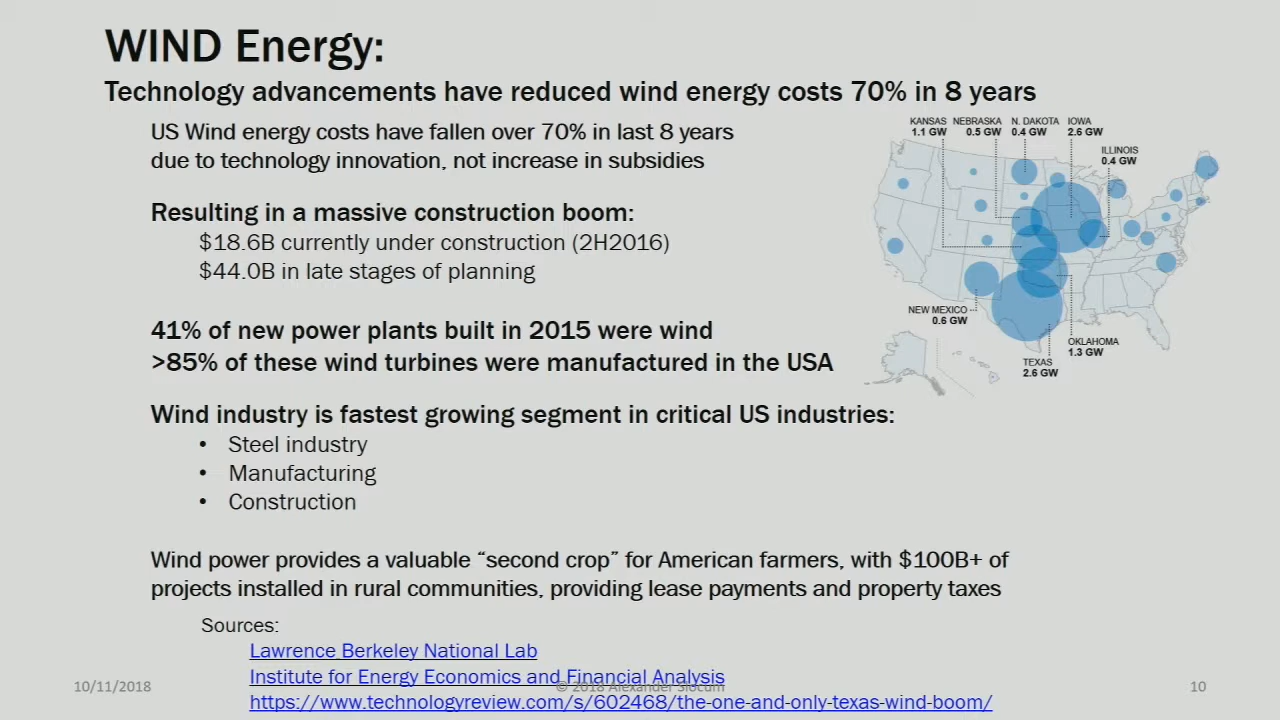 WIND Energy:
Technology advancements have reduced wind energy costs 70% in 8 years
US Wind energy costs have fallen over 70% in last 8 years
due to technology innovation, not increase in subsidies
Resulting in a massive construction boom:
$18.6B currently under construction (2H2016)
$44.0B in late stages of planning
41% of new power plants built in 2015 were wind
>85% of these wind turbines were manufactured in the USA
KANSAS NEBRASKA N. DAKOTA IOWA
1.1 GW 0.5 GW 0.4 GW 2.6 GW
ILLINOIS
0.4 GW
NEW MEXICO
0.6 GW
OKLAHOMA
1.3 GW
TEXAS
2.6 GW
Wind industry is fastest growing segment in critical US industries:
• Steel industry
• Manufacturing
• Construction
Wind power provides a valuable “second crop” for American farmers, with $100B+ of
projects installed in rural communities, providing lease payments and property taxes
Sources:
Lawrence Berkeley National Lab
Institute for Energy Economics and Financial Analysis
10/11/2018 © 2018 Alexander Slocum 10
https://www.technologyreview.com/s/602468/the-one-and-only-texas-wind-boom/